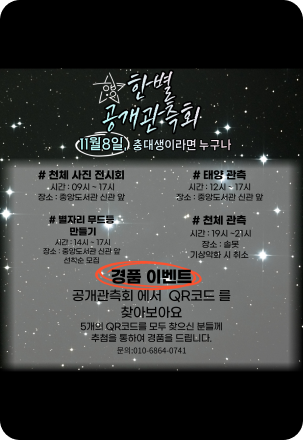 한별
공개관측회
11월8일 충대생이라면 누구나
# 천체 사진 전시회
시간 : 09시 ~ 17시
장소 : 중앙도서관 신관 앞
# 태양 관측
시간 : 12시 ~ 17시
장소 : 중앙도서관 신관 앞
# 별자리 무드등
만들기
시간 : 14시 ~ 17시
장소 : 중앙도서관 신관 앞
선착순 모집
# 천체 관측
시간 : 19시 ~21시
장소 : 솔못
기상악화 시 취소
경품 이벤트
공개관측회 에서 QR코드 를
찾아보아요
5개의 QR코드를 모두 찾으신 분들께
추첨을 통하여 경품을 드립니다.
문의:010-6864-0741